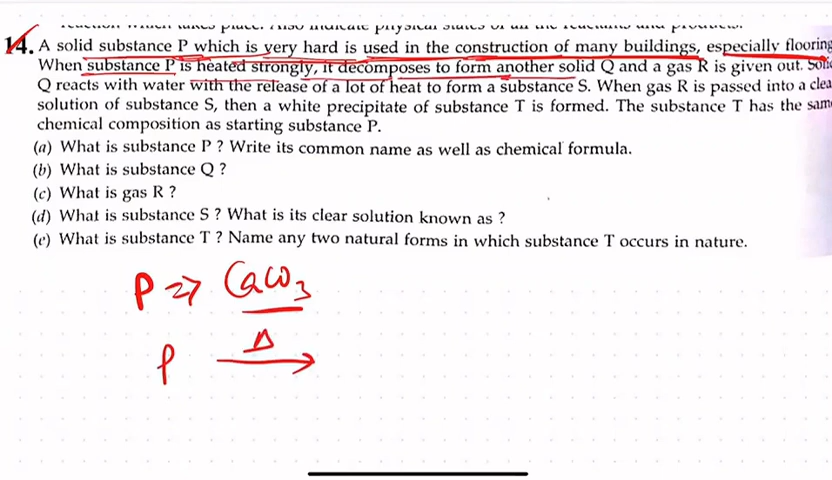 14. A solid substance P which is very hard is used in the construction of many buildings, especially flooring
When substance P is heated strongly, it decomposes to form another solid Q and a gas R is given out. Soli
Q reacts with water with the release of a lot of heat to form a substance S. When gas R is passed into a clea
solution of substance S, then a white precipitate of substance T is formed. The substance T has the sam
chemical composition as starting substance P.
(a) What is substance P ? Write its common name as well as chemical formula.
(b) What is substance Q ?
(c) What is gas R ?
(d) What is substance S ? What is its clear solution known as ?
(e) What is substance T ? Name any two natural forms in which substance T occurs in nature.
P => CaCO3
P Δ →